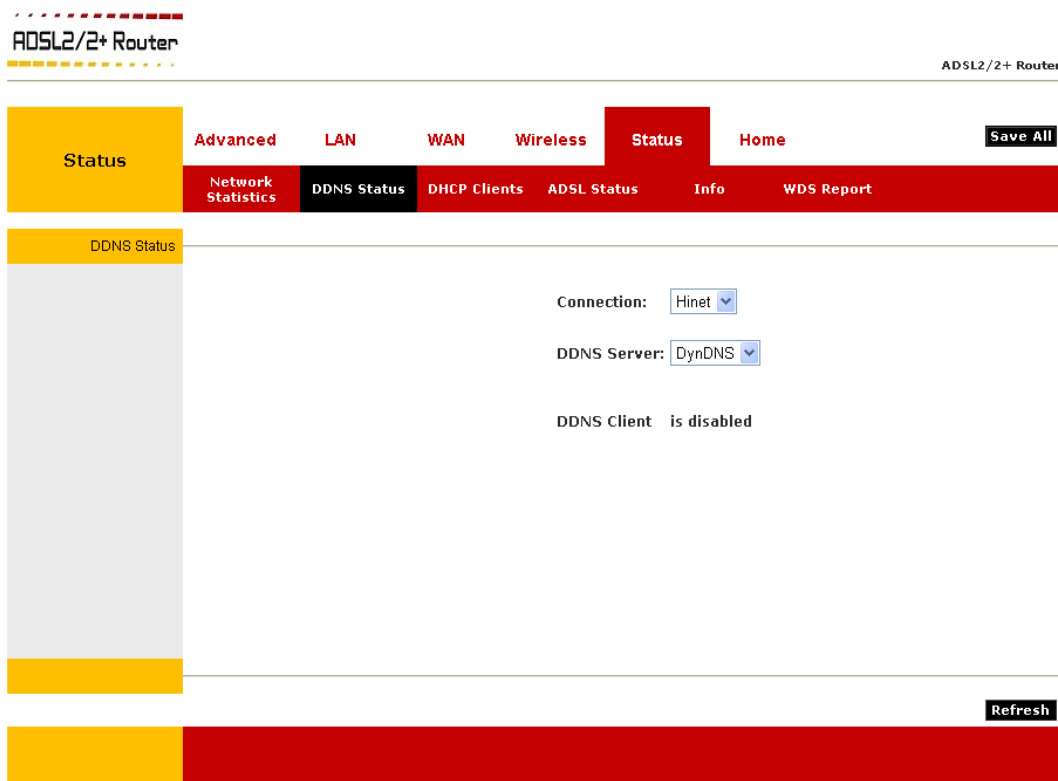 ADSL2/2+ Router
ADSL2/2+ Router
Status
Advanced LAN WAN Wireless Status Home Save All
Network Statistics DDNS Status DHCP Clients ADSL Status Info WDS Report
DDNS Status
Connection: Hinet
DDNS Server: DynDNS
DDNS Client is disabled
Refresh